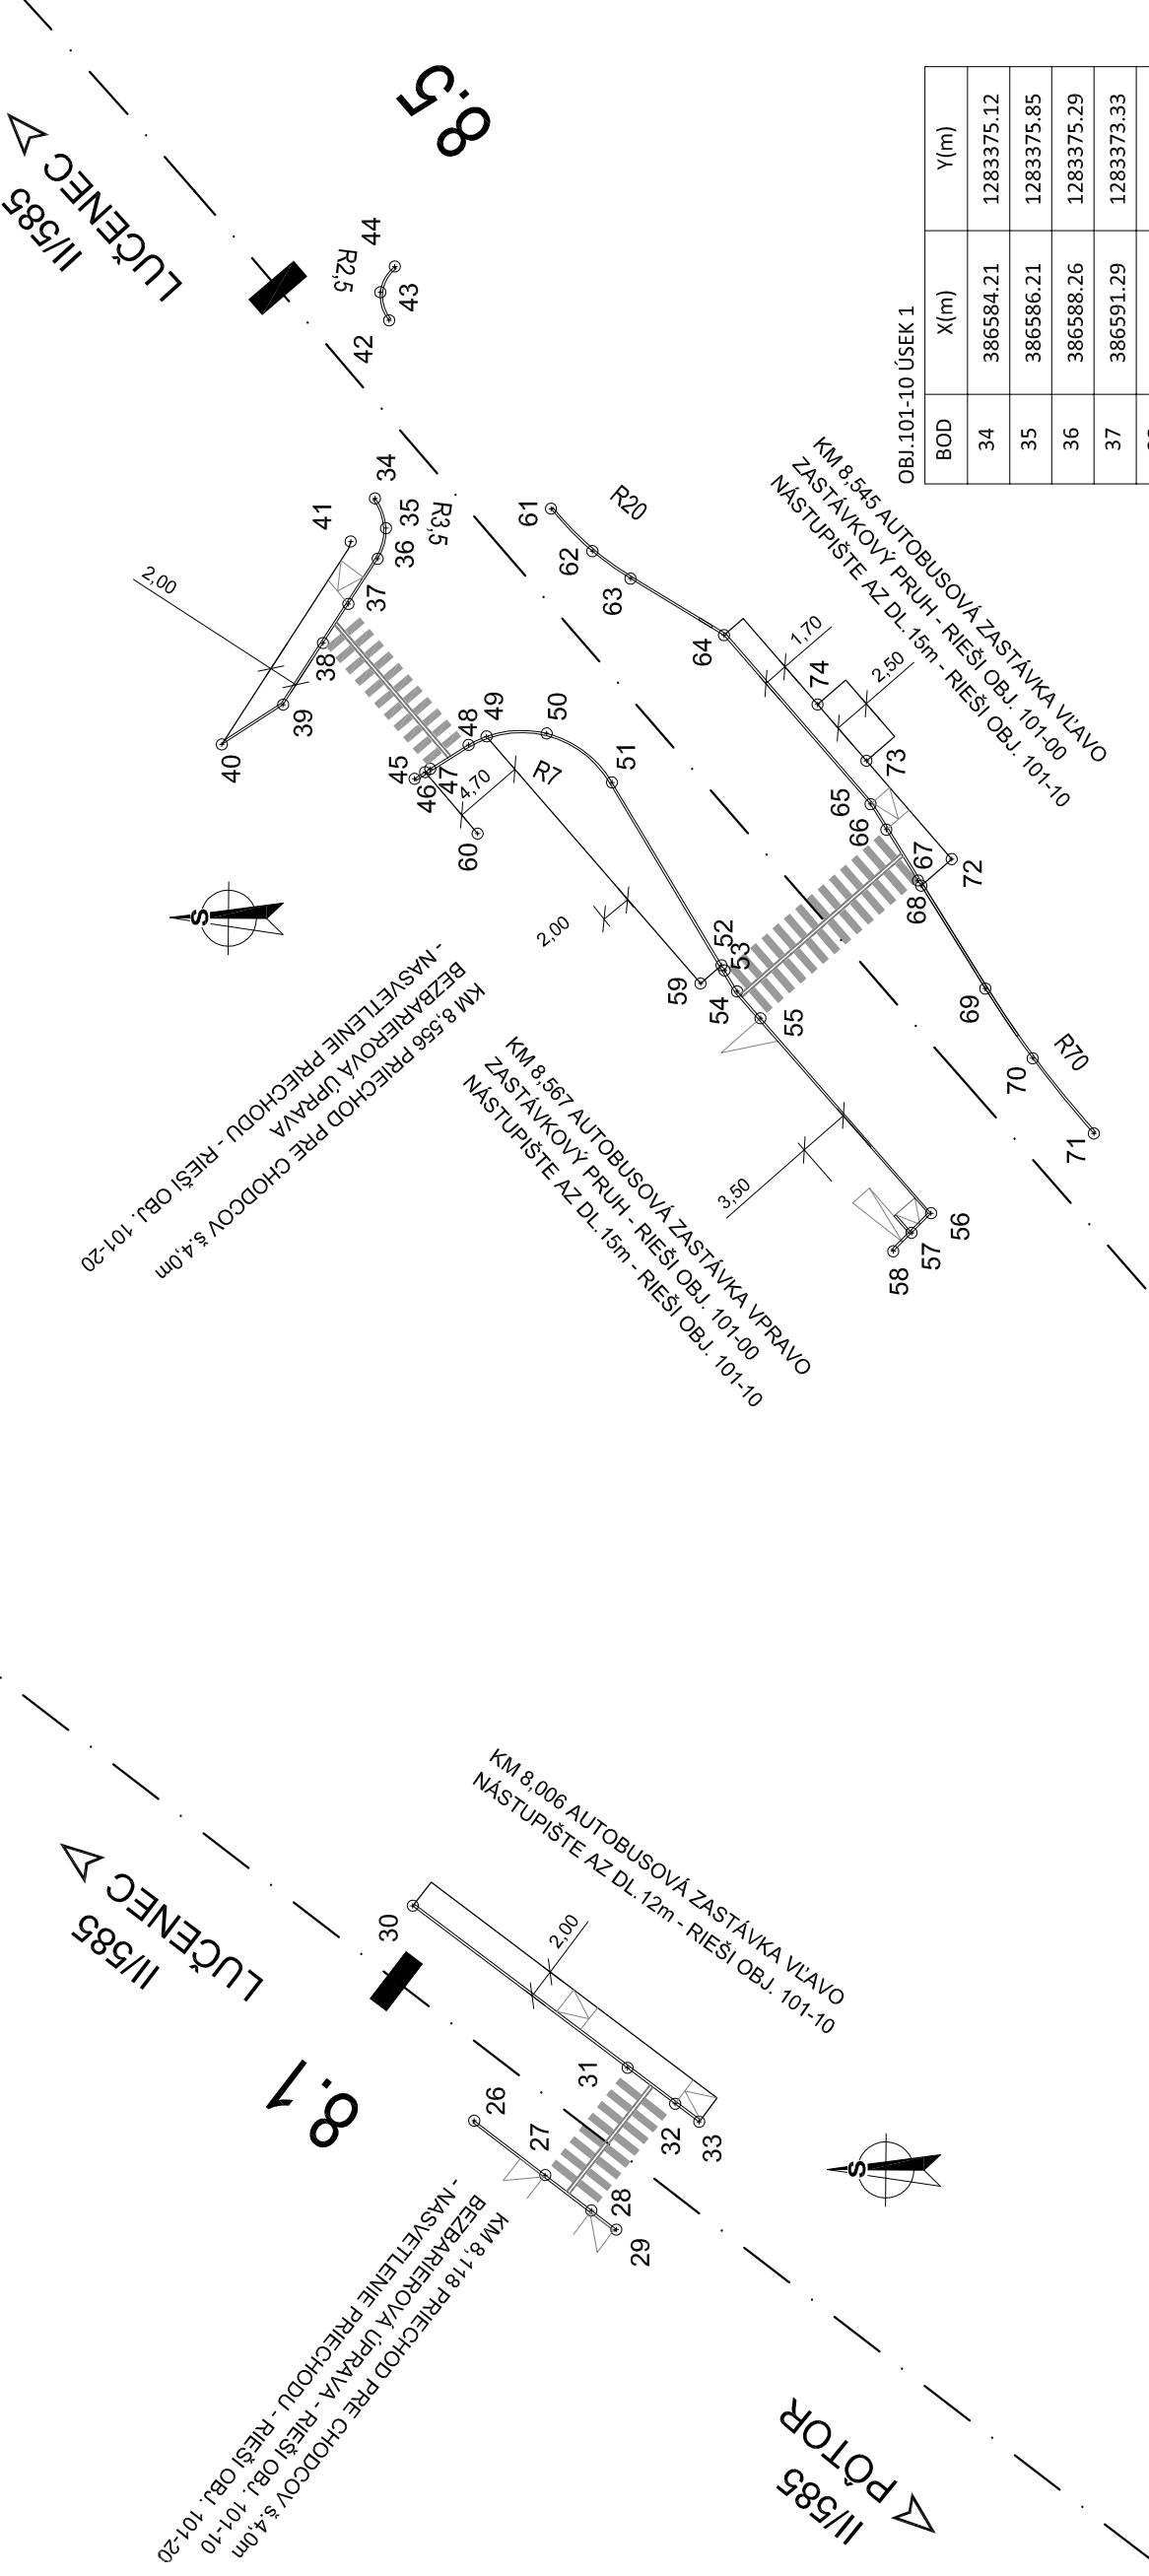 II/585
LUČENEC
8.5
44
R2,5
43
42
34
35
R3,5
36
41
37
2,00
38
39
40
45
46
47
48
49
4,70
60
50
R7
51
61
R20
62
63
64
1,70
74
2,50
73
65
66
67
68
72
69
70
R70
71
2,00
52
53
59
54
55
3,50
56
57
58
S
KM 8,545 AUTOBUSOVÁ ZASTÁVKA VĽAVO
ZASTÁVKOVÝ PRUH - RIEŠI OBJ. 101-00
NÁSTUPIŠTE AZ DL.15m - RIEŠI OBJ. 101-10
KM 8,556 PRIECHOD PRE CHODCOV š.4,0m
BEZBARIEROVÁ ÚPRAVA
- NASVETLENIE PRIECHODU - RIEŠI OBJ. 101-20
KM 8,567 AUTOBUSOVÁ ZASTÁVKA VPRAVO
ZASTÁVKOVÝ PRUH - RIEŠI OBJ. 101-00
NÁSTUPIŠTE AZ DL.15m - RIEŠI OBJ. 101-10
OBJ.101-10 ÚSEK 1
BOD X(m) Y(m)
34 386584.21 1283375.12
35 386586.21 1283375.85
36 386588.26 1283375.29
37 386591.29 1283373.33
II/585
LUČENEC
8.1
30
26
27
28
29
31
32
33
2,00
KM 8,006 AUTOBUSOVÁ ZASTÁVKA VĽAVO
NÁSTUPIŠTE AZ DL.12m - RIEŠI OBJ. 101-10
KM 8,118 PRIECHOD PRE CHODCOV š.4,0m
BEZBARIEROVÁ ÚPRAVA - RIEŠI OBJ. 101-10
- NASVETLENIE PRIECHODU - RIEŠI OBJ. 101-20
S
II/585
PÔTOR